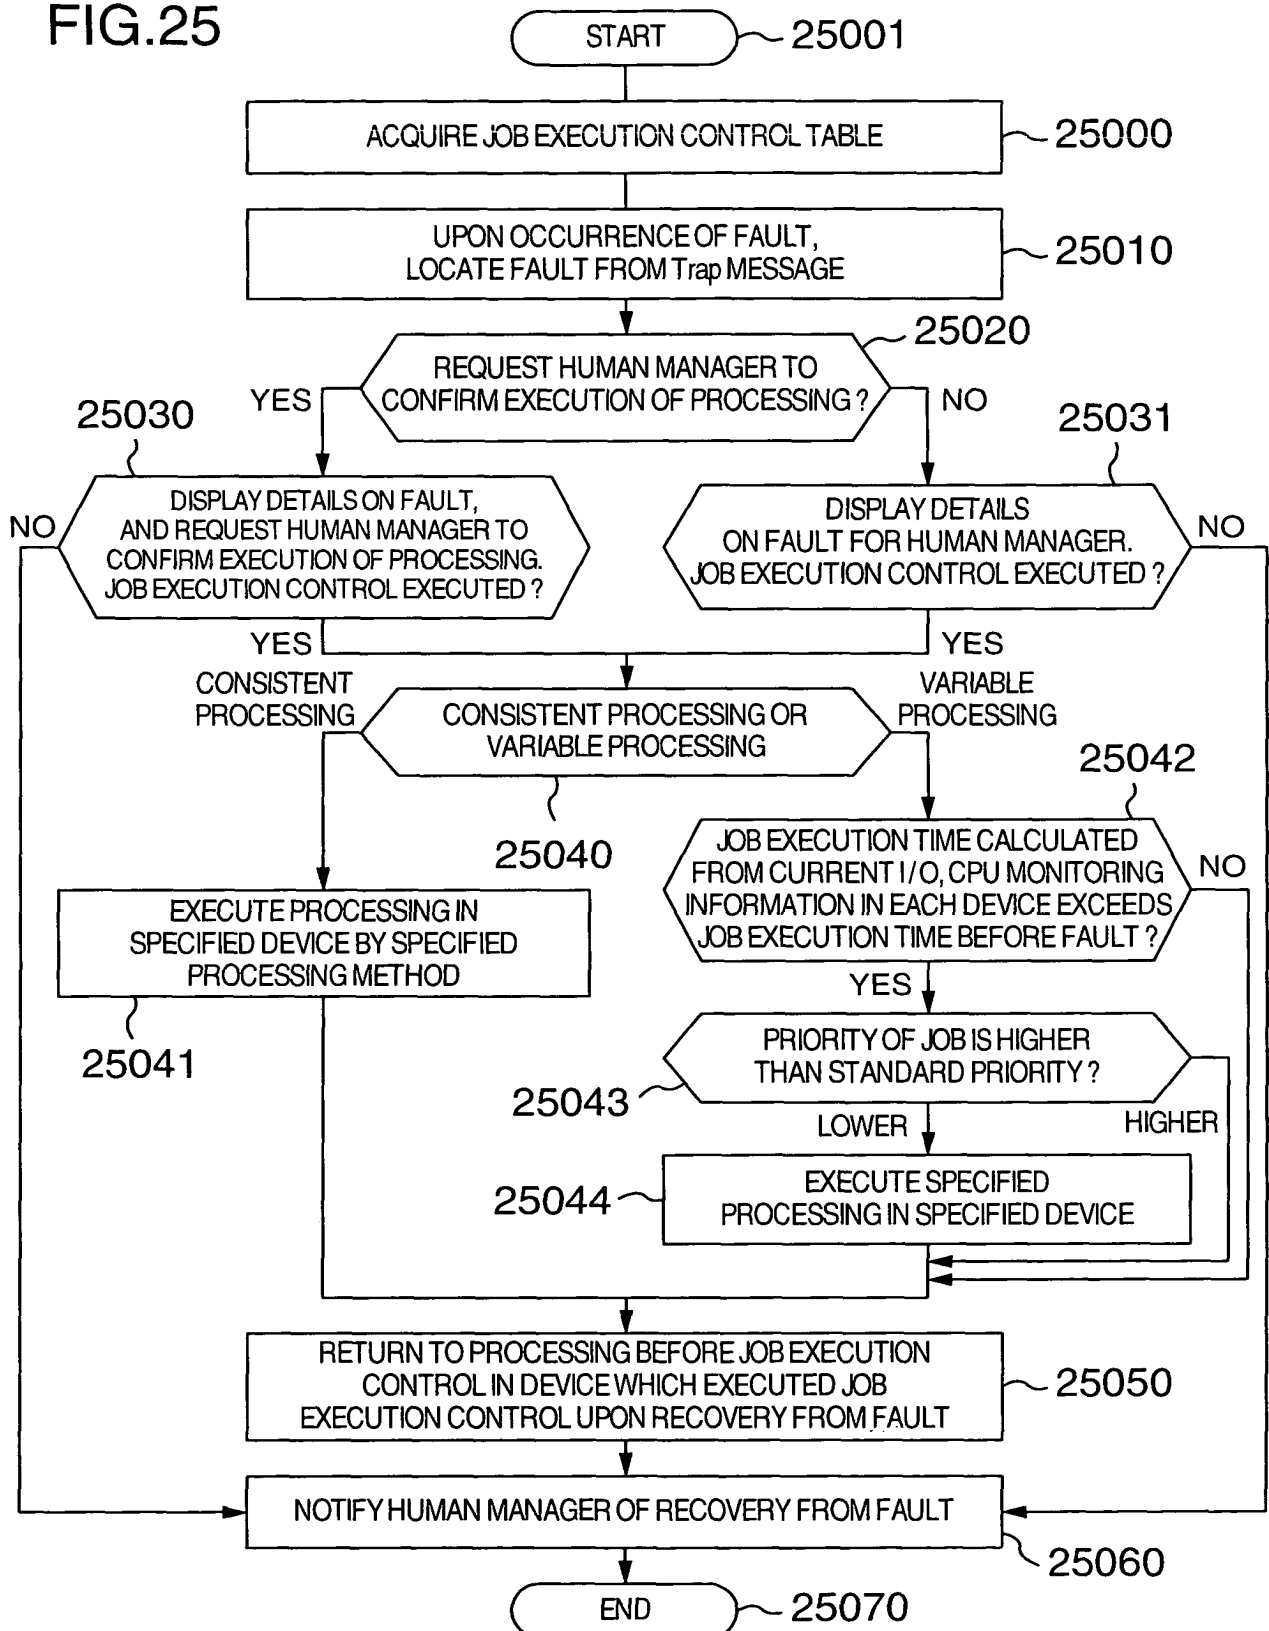 FIG.25
START
25001
ACQUIRE JOB EXECUTION CONTROL TABLE
25000
UPON OCCURRENCE OF FAULT,
LOCATE FAULT FROM Trap MESSAGE
25010
25020
REQUEST HUMAN MANAGER TO
CONFIRM EXECUTION OF PROCESSING ?
YES
NO
25030
25031
DISPLAY DETAILS ON FAULT,
AND REQUEST HUMAN MANAGER TO
CONFIRM EXECUTION OF PROCESSING.
JOB EXECUTION CONTROL EXECUTED ?
NO
DISPLAY DETAILS
ON FAULT FOR HUMAN MANAGER.
JOB EXECUTION CONTROL EXECUTED ?
NO
YES
YES
CONSISTENT
PROCESSING
VARIABLE
PROCESSING
CONSISTENT PROCESSING OR
VARIABLE PROCESSING
25040
25042
JOB EXECUTION TIME CALCULATED
FROM CURRENT I/O, CPU MONITORING
INFORMATION IN EACH DEVICE EXCEEDS
JOB EXECUTION TIME BEFORE FAULT ?
NO
EXECUTE PROCESSING IN
SPECIFIED DEVICE BY SPECIFIED
PROCESSING METHOD
25041
YES
PRIORITY OF JOB IS HIGHER
THAN STANDARD PRIORITY ?
25043
LOWER
HIGHER
25044
EXECUTE SPECIFIED
PROCESSING IN SPECIFIED DEVICE
RETURN TO PROCESSING BEFORE JOB EXECUTION
CONTROL IN DEVICE WHICH EXECUTED JOB
EXECUTION CONTROL UPON RECOVERY FROM FAULT
25050
NOTIFY HUMAN MANAGER OF RECOVERY FROM FAULT
25060
END
25070